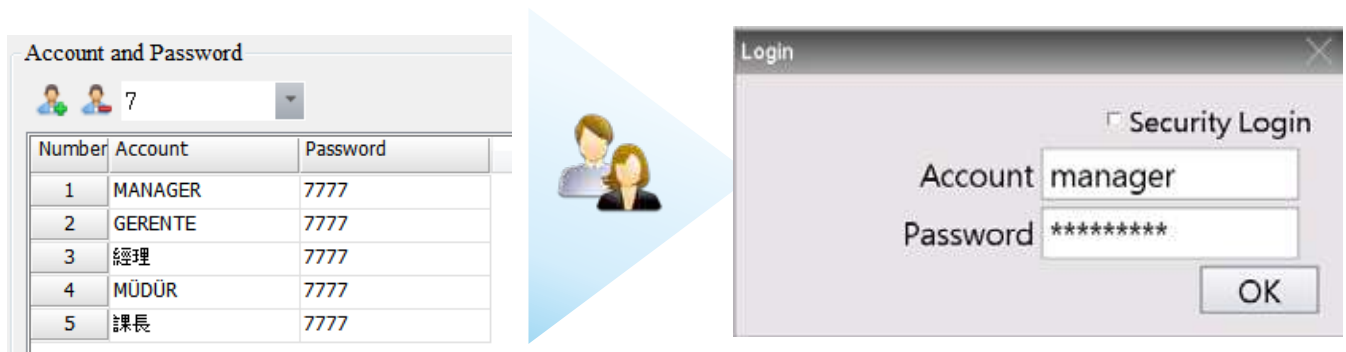 Account and Password
7
Number Account Password
1 MANAGER 7777
2 GERENTE 7777
3 經理 7777
4 MÜDÜR 7777
5 課長 7777
Login
Security Login
Account manager
Password *********
OK